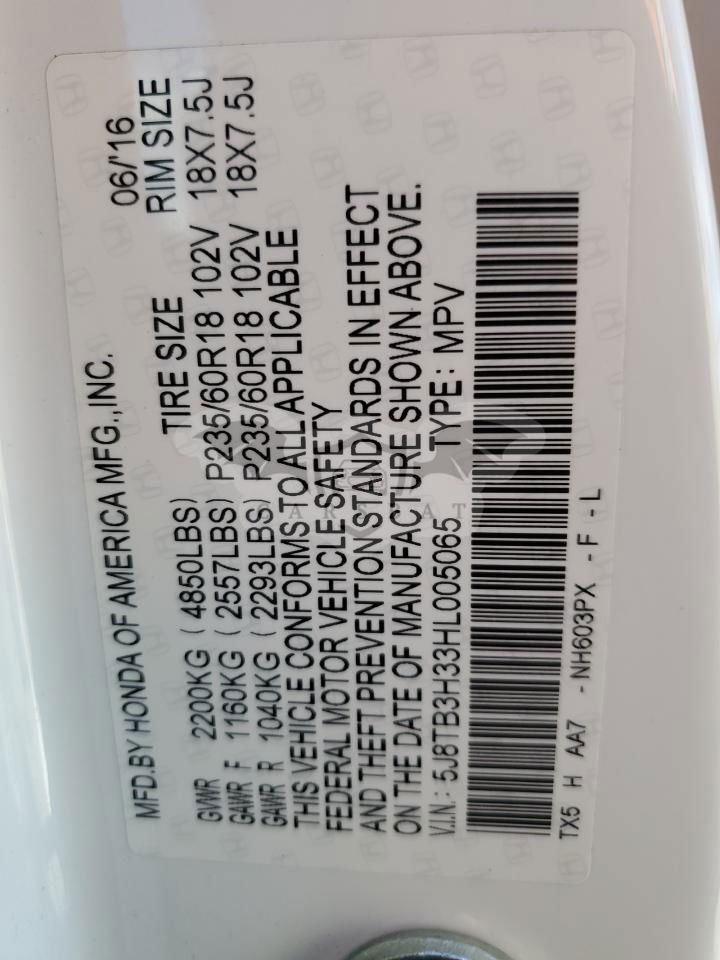 MFD.BY HONDA OF AMERICA MFG.,INC. 06/'16
TIRE SIZE RIM SIZE
GVWR 2200KG ( 4850LBS)
GAWR F 1160KG ( 2557LBS) P235/60R18 102V 18X7.5J
GAWR R 1040KG ( 2293LBS) P235/60R18 102V 18X7.5J
THIS VEHICLE CONFORMS TO ALL APPLICABLE
FEDERAL MOTOR VEHICLE SAFETY
AND THEFT PREVENTION STANDARDS IN EFFECT
ON THE DATE OF MANUFACTURE SHOWN ABOVE.
V.I.N.: 5J8TB3H33HL005065 TYPE: MPV
TX5 H AA7 - NH603PX - F - L
CARSBAT